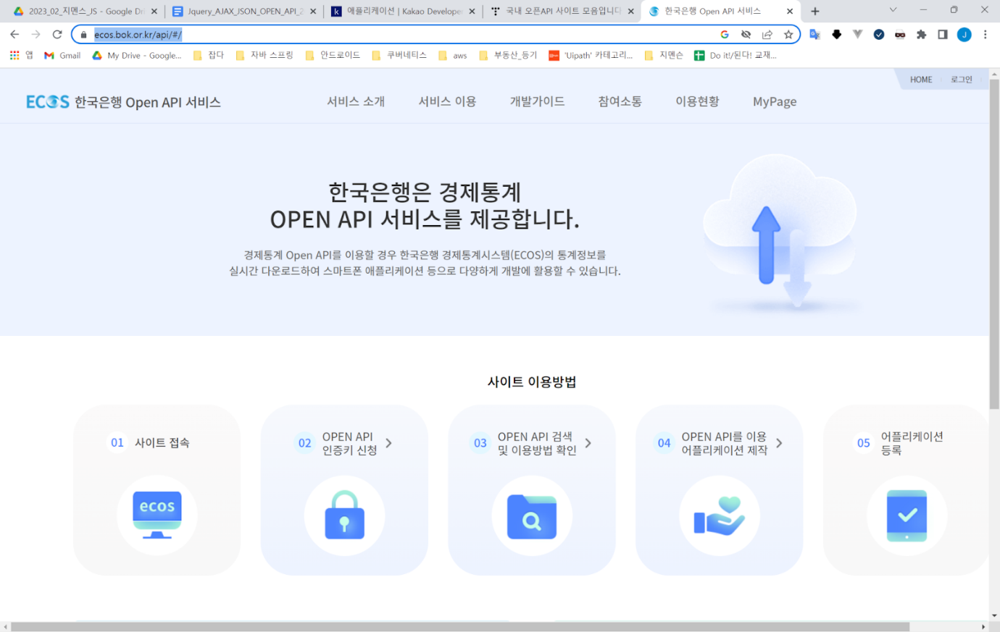 2023_02_지멘스_JS - Google Dri
Jquery_AJAX_JSON_OPEN_API_2
애플리케이션 | Kakao Develope
국내 오픈API 사이트 모음입니다
한국은행 Open API 서비스
ecos.bok.or.kr/api/#/
앱
Gmail
My Drive - Google...
잡다
자바 스프링
안드로이드
쿠버네티스
aws
부동산_등기
'Uipath' 카테고리...
지멘슨
Do it!/된다! 교재...
HOME
로그인
ECOS 한국은행 Open API 서비스
서비스 소개
서비스 이용
개발가이드
참여소통
이용현황
MyPage
한국은행은 경제통계
OPEN API 서비스를 제공합니다.
경제통계 Open API를 이용할 경우 한국은행 경제통계시스템(ECOS)의 통계정보를
실시간 다운로드하여 스마트폰 애플리케이션 등으로 다양하게 개발에 활용할 수 있습니다.
사이트 이용방법
01 사이트 접속
ecos
02 OPEN API
인증키 신청
03 OPEN API 검색
및 이용방법 확인
04 OPEN API를 이용
어플리케이션 제작
05 어플리케이션
등록